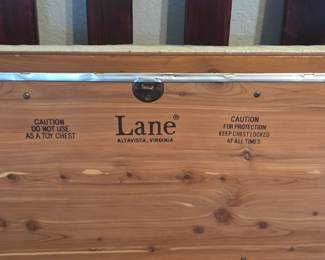 CAUTION
DO NOT USE
AS A TOY CHEST
Lane®
ALTAVISTA, VIRGINIA
CAUTION
FOR PROTECTION
KEEP CHEST LOCKED
AT ALL TIMES